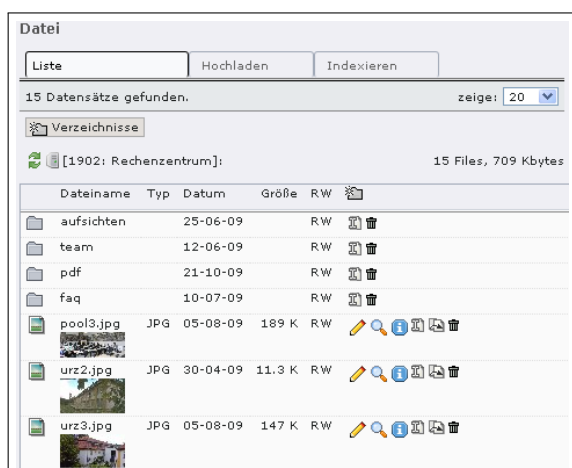 Datei
Liste Hochladen Indexieren
15 Datensätze gefunden. zeige: 20
Verzeichnisse
[1902: Rechenzentrum]: 15 Files, 709 Kbytes
Dateiname Typ Datum Größe RW
aufsichten 25-06-09 RW
team 12-06-09 RW
pdf 21-10-09 RW
faq 10-07-09 RW
pool3.jpg JPG 05-08-09 189 K RW
urz2.jpg JPG 30-04-09 11.3 K RW
urz3.jpg JPG 05-08-09 147 K RW